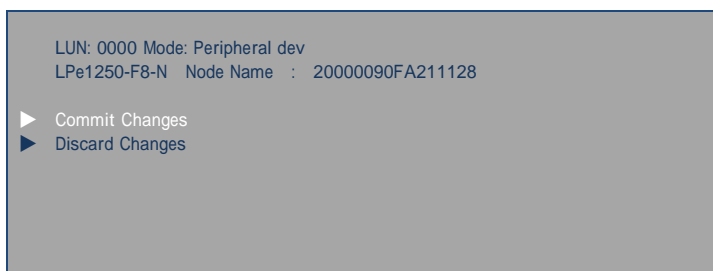 LUN: 0000 Mode: Peripheral dev
LPe1250-F8-N Node Name : 20000090FA211128
Commit Changes
Discard Changes